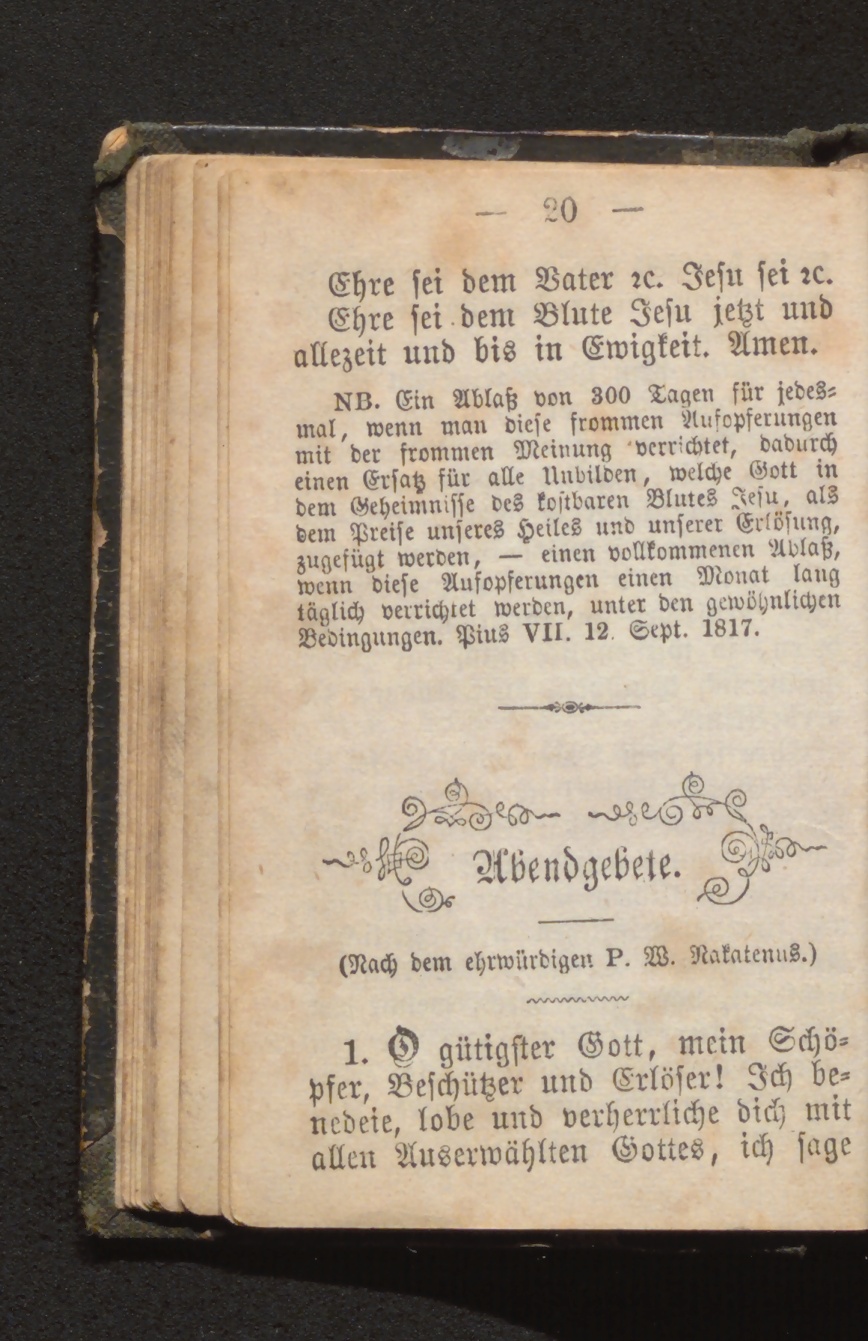 — 20 —
Ehre sei dem Vater ꝛc. Jesu sei ꝛc.
Ehre sei dem Blute Jesu jetzt und
allezeit und bis in Ewigkeit. Amen.
NB. Ein Ablaß von 300 Tagen für jedes-
mal, wenn man diese frommen Aufopferungen
mit der frommen Meinung verrichtet, dadurch
einen Ersatz für alle Unbilden, welche Gott in
dem Geheimnisse des kostbaren Blutes Jesu, als
dem Preise unseres Heiles und unserer Erlösung,
zugefügt werden, — einen vollkommenen Ablaß,
wenn diese Aufopferungen einen Monat lang
täglich verrichtet werden, unter den gewöhnlichen
Bedingungen. Pius VII. 12. Sept. 1817.
Abendgebete.
(Nach dem ehrwürdigen P. W. Nakatenus.)
1. O gütigster Gott, mein Schö-
pfer, Beschützer und Erlöser! Ich be-
nedeie, lobe und verherrliche dich mit
allen Auserwählten Gottes, ich sage